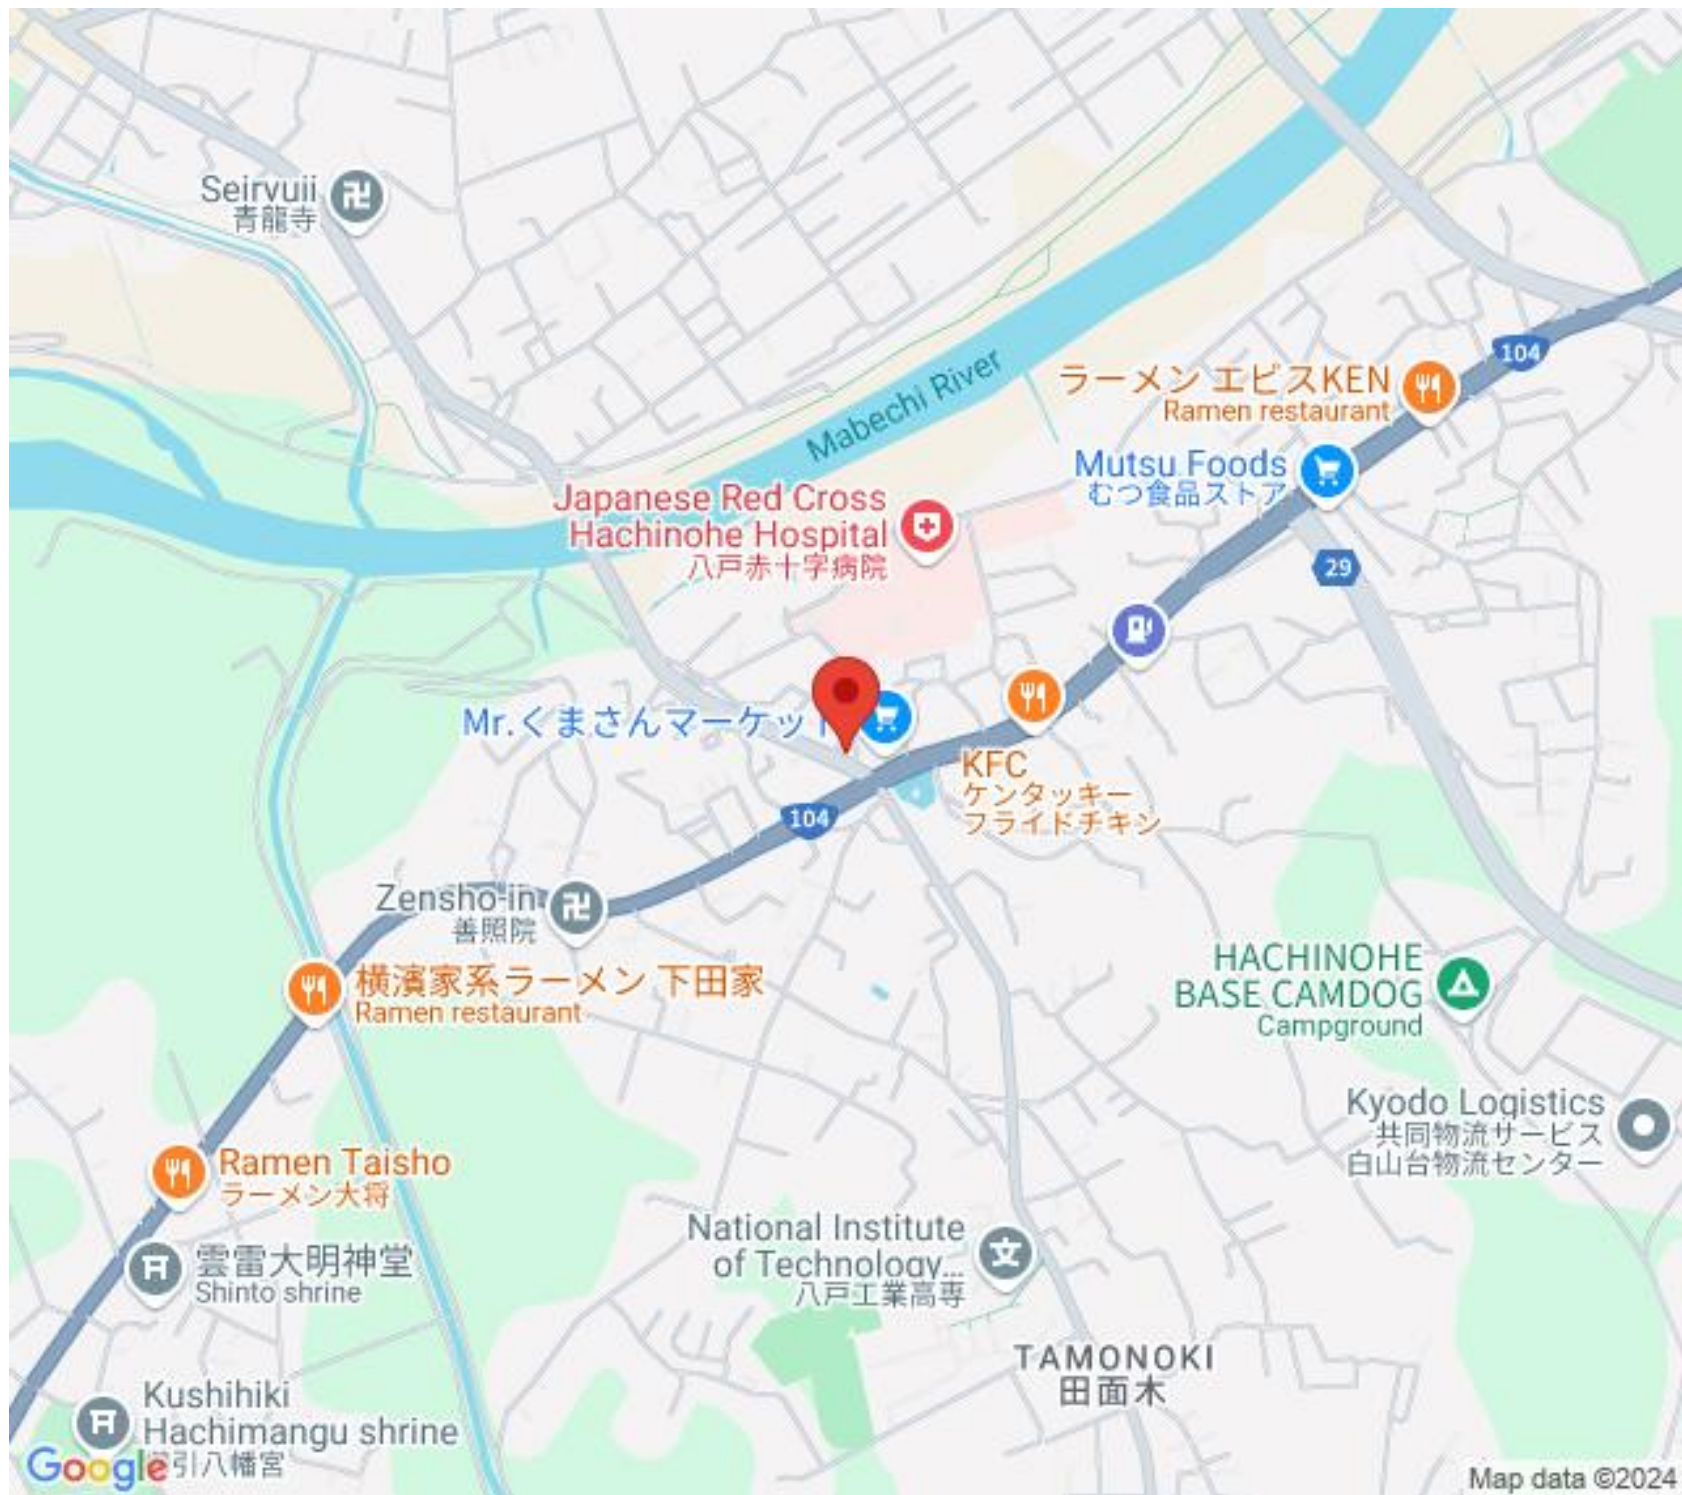 Seirvuii
青龍寺
Mabechi River
104
ラーメン エビスKEN
Ramen restaurant
Mutsu Foods
むつ食品ストア
Japanese Red Cross
Hachinohe Hospital
八戸赤十字病院
29
Mr.くまさんマーケット
KFC
ケンタッキー
フライドチキン
104
Zensho-in
善照院
横濱家系ラーメン 下田家
Ramen restaurant
HACHINOHE
BASE CAMDOG
Campground
Kyodo Logistics
共同物流サービス
白山台物流センター
Ramen Taisho
ラーメン大将
National Institute
of Technology...
八戸工業高専
雲雷大明神堂
Shinto shrine
TAMONOKI
田面木
Kushihiki
Hachimangu shrine
引八幡宮
Google
Map data ©2024